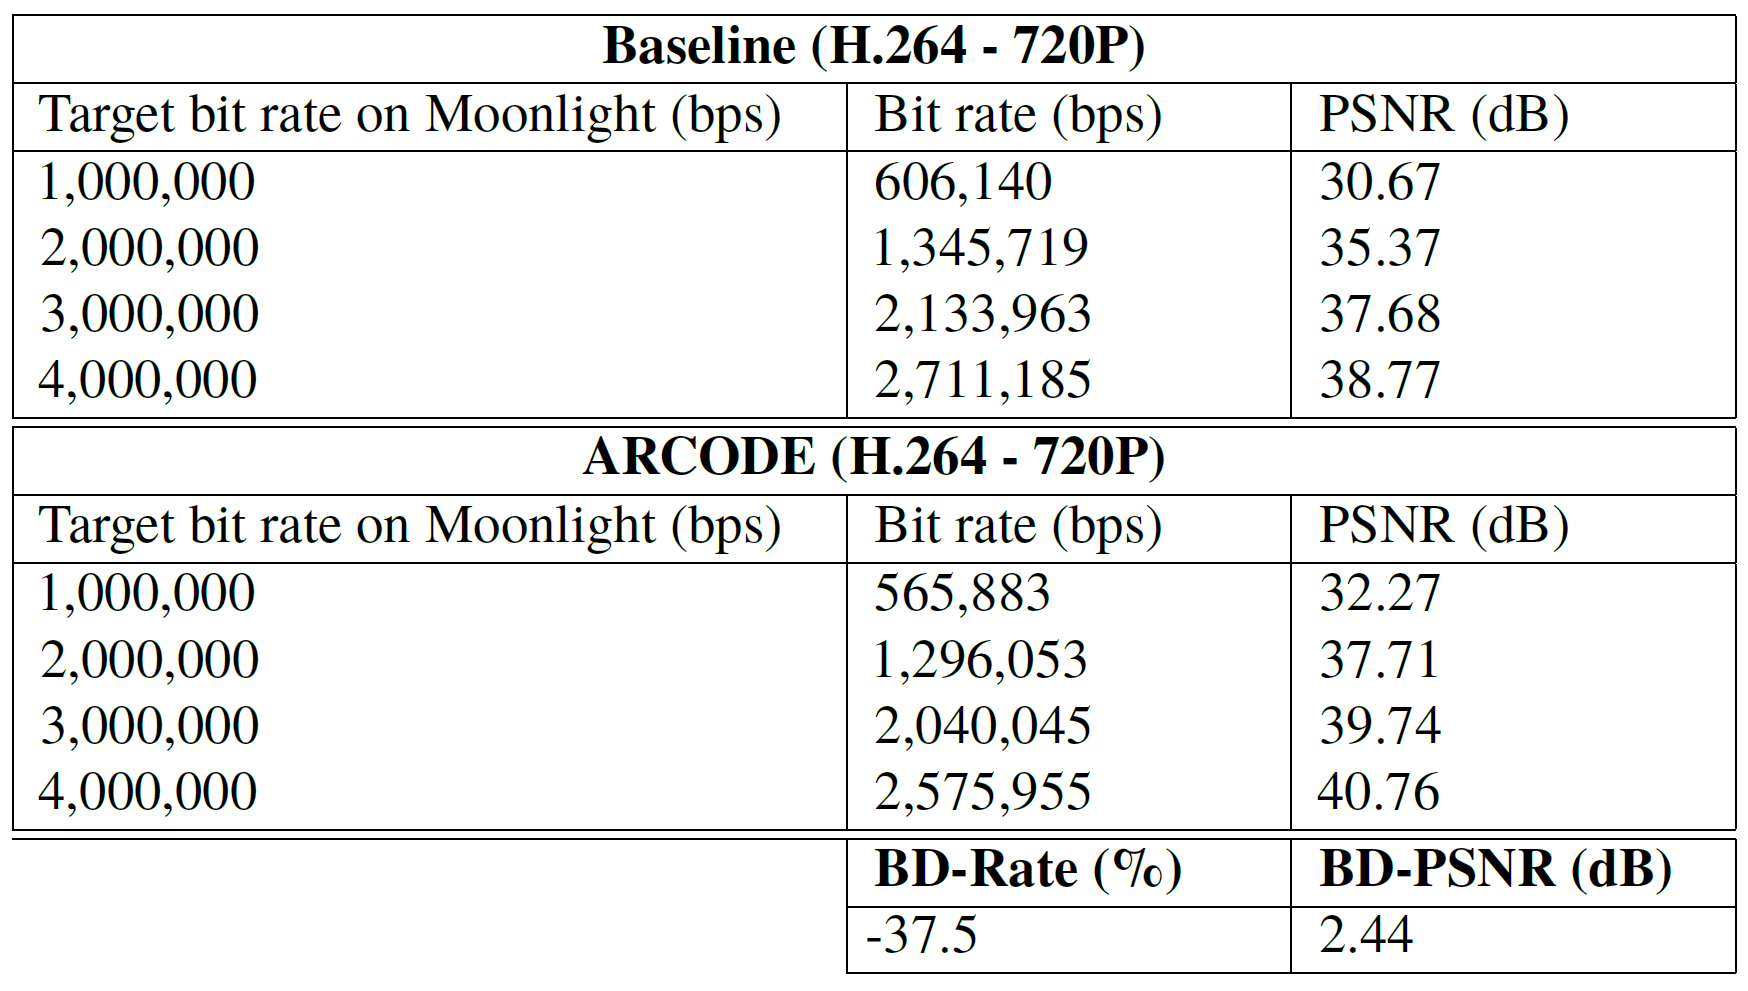 Baseline (H.264 - 720P)
Target bit rate on Moonlight (bps) Bit rate (bps) PSNR (dB)
1,000,000 606,140 30.67
2,000,000 1,345,719 35.37
3,000,000 2,133,963 37.68
4,000,000 2,711,185 38.77
ARCODE (H.264 - 720P)
Target bit rate on Moonlight (bps) Bit rate (bps) PSNR (dB)
1,000,000 565,883 32.27
2,000,000 1,296,053 37.71
3,000,000 2,040,045 39.74
4,000,000 2,575,955 40.76
BD-Rate (%) BD-PSNR (dB)
-37.5 2.44